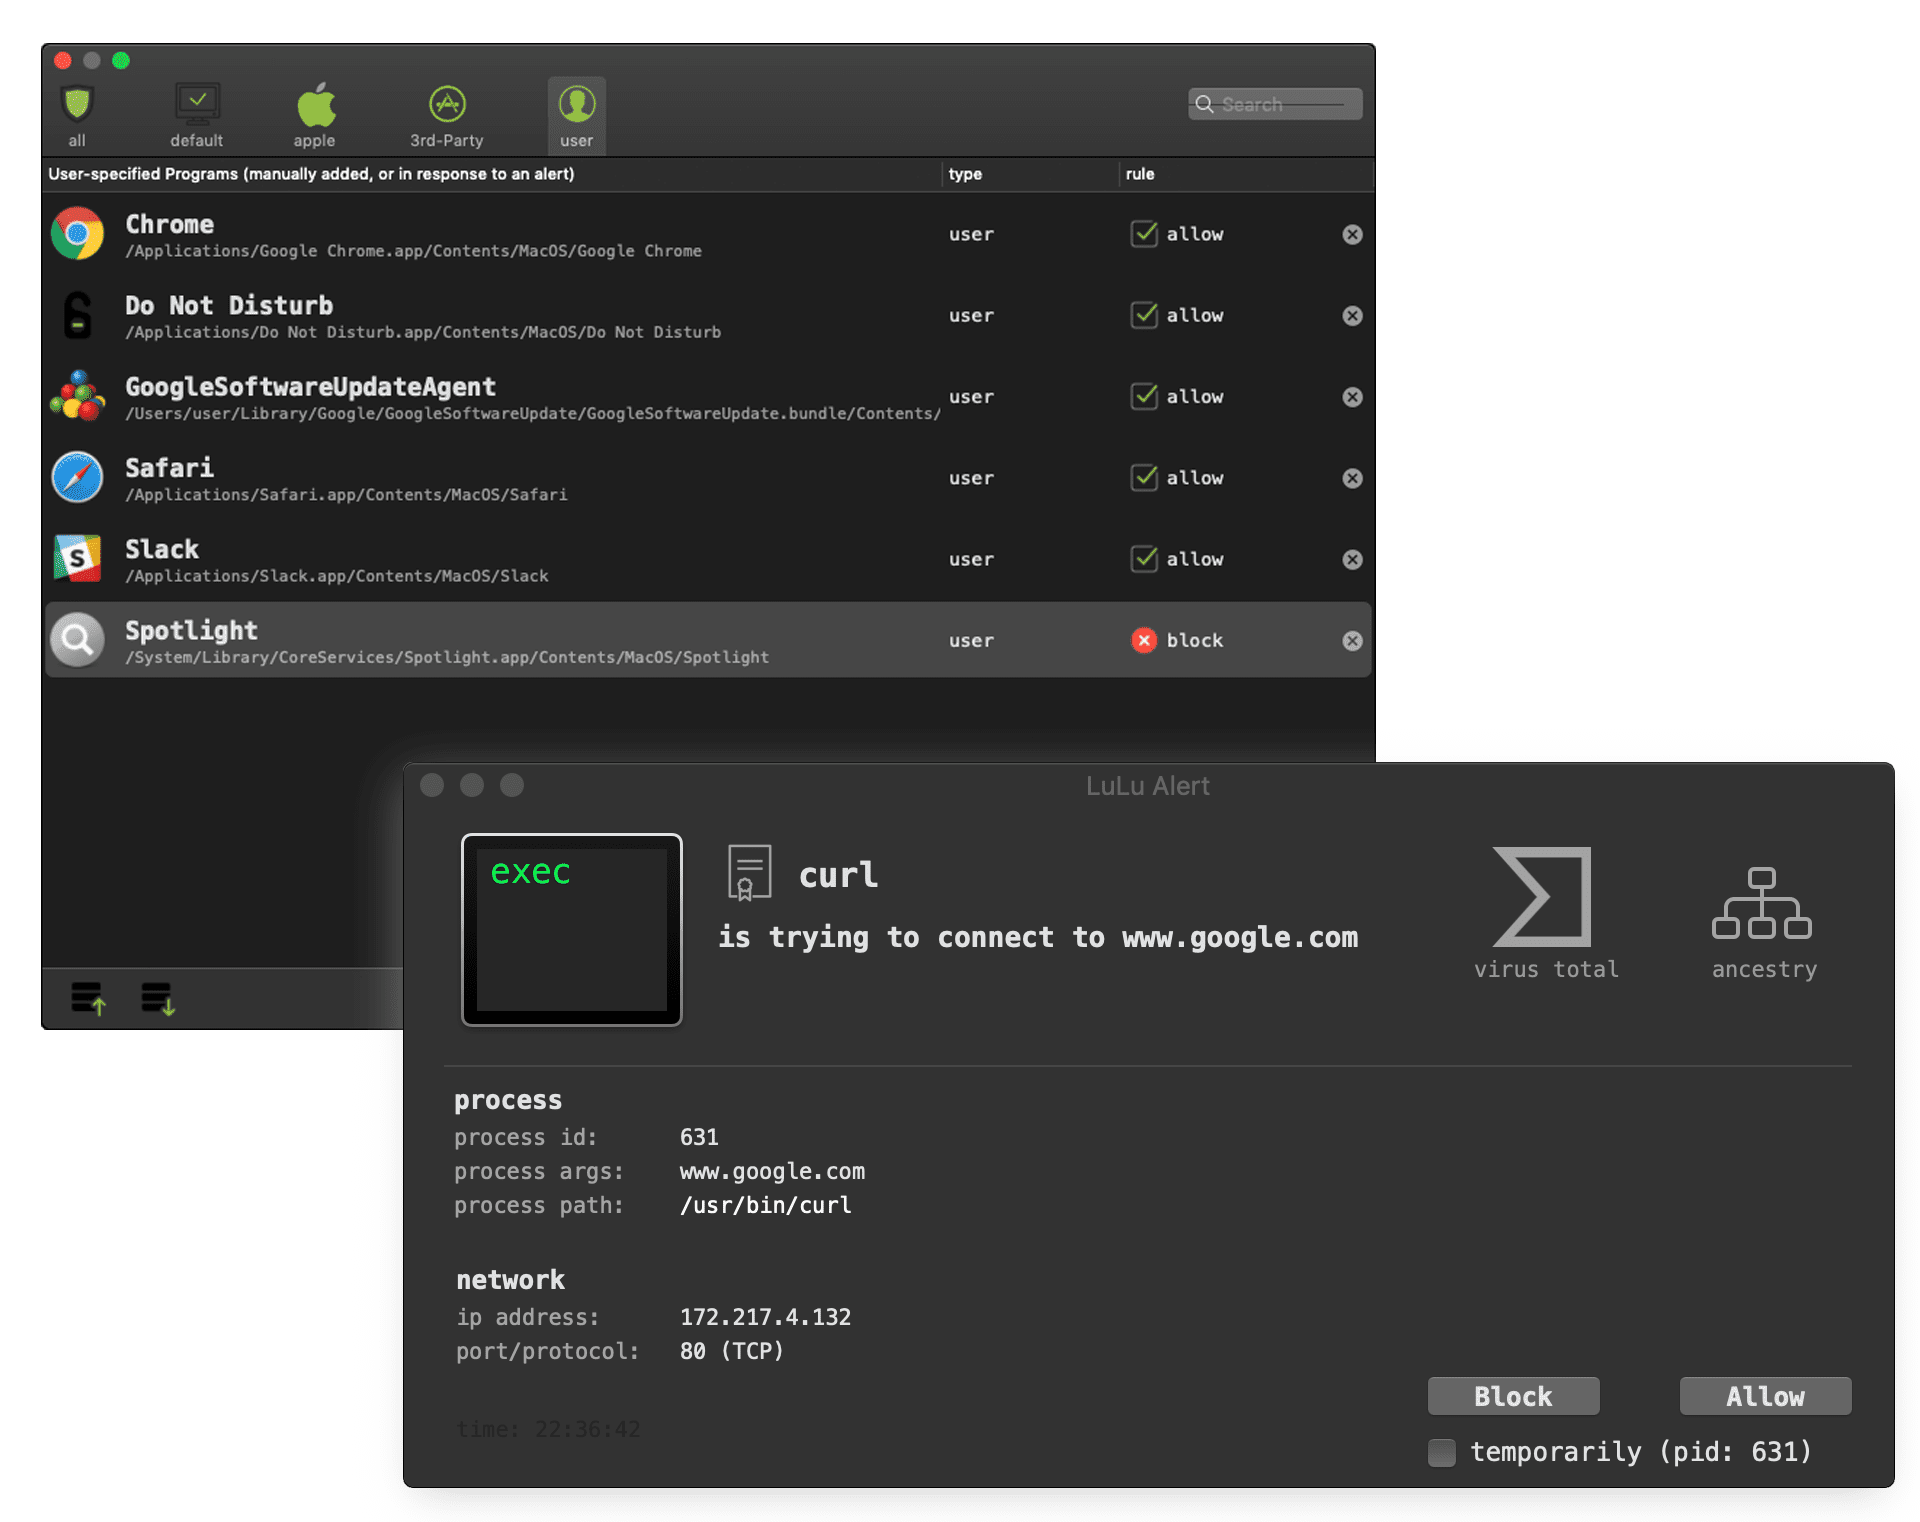 all
default
apple
3rd-Party
user
Search
User-specified Programs (manually added, or in response to an alert)
type
rule
Chrome
/Applications/Google Chrome.app/Contents/MacOS/Google Chrome
user
allow
Do Not Disturb
/Applications/Do Not Disturb.app/Contents/MacOS/Do Not Disturb
user
allow
GoogleSoftwareUpdateAgent
/Users/user/Library/Google/GoogleSoftwareUpdate/GoogleSoftwareUpdate.bundle/Contents/
user
allow
Safari
/Applications/Safari.app/Contents/MacOS/Safari
user
allow
S
Slack
/Applications/Slack.app/Contents/MacOS/Slack
user
allow
Spotlight
/System/Library/CoreServices/Spotlight.app/Contents/MacOS/Spotlight
user
block
LuLu Alert
exec
curl
is trying to connect to www.google.com
virus total
ancestry
process
process id: 631
process args: www.google.com
process path: /usr/bin/curl
network
ip address: 172.217.4.132
port/protocol: 80 (TCP)
time: 22:36:42
Block
Allow
temporarily (pid: 631)